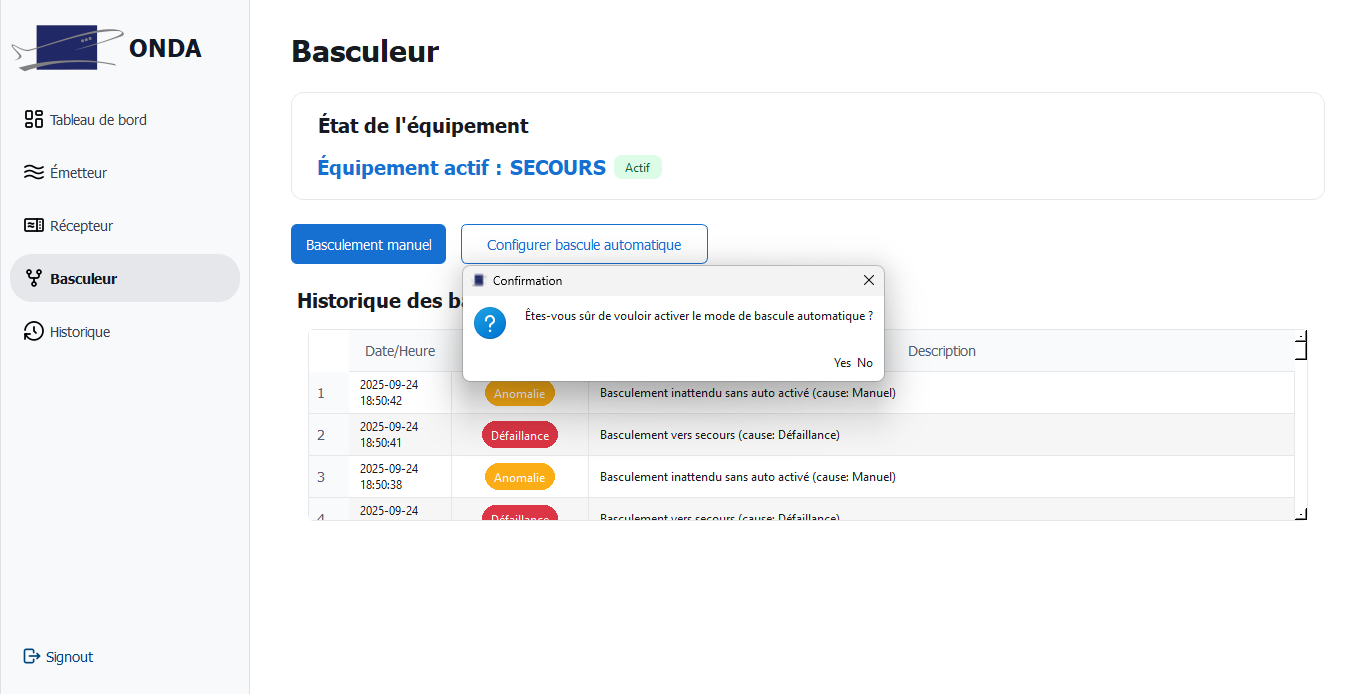 ONDA
Tableau de bord
Émetteur
Récepteur
Basculeur
Historique
Signout
Basculeur
État de l'équipement
Équipement actif : SECOURS Actif
Basculement manuel Configurer bascule automatique
Confirmation
Êtes-vous sûr de vouloir activer le mode de bascule automatique ?
Yes No
Historique des
Date/Heure Description
1 2025-09-24 18:50:42 Anomalie Basculement inattendu sans auto activé (cause: Manuel)
2 2025-09-24 18:50:41 Défaillance Basculement vers secours (cause: Défaillance)
3 2025-09-24 18:50:38 Anomalie Basculement inattendu sans auto activé (cause: Manuel)
4 2025-09-24 Défaillance Basculement vers secours (cause: Défaillance)